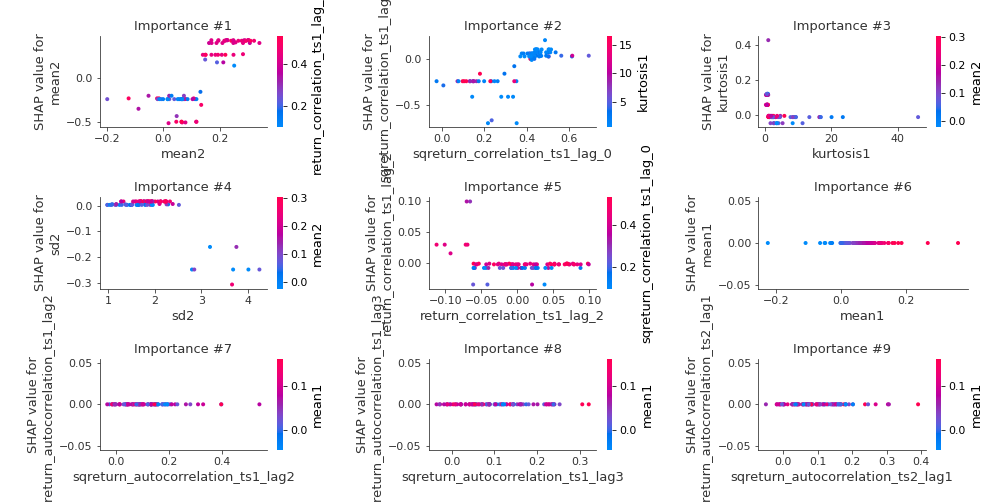 Importance #1
SHAP value for
mean2
0.0
−0.5
−0.2
0.0
0.2
mean2
0.4
0.2
return_correlation_ts1_lag_2
Importance #2
SHAP value for
sqreturn_correlation_ts1_lag_0
0.0
−0.5
0.0
0.2
0.4
0.6
sqreturn_correlation_ts1_lag_0
15
10
5
kurtosis1
Importance #3
SHAP value for
kurtosis1
0.4
0.2
0.0
0
20
40
kurtosis1
0.3
0.2
0.1
0.0
mean2
Importance #4
SHAP value for
sd2
0.0
−0.1
−0.2
−0.3
1
2
3
4
sd2
0.3
0.2
0.1
0.0
mean2
Importance #5
SHAP value for
return_correlation_ts1_lag_2
0.10
0.05
0.00
−0.10
−0.05
0.00
0.05
0.10
return_correlation_ts1_lag_2
0.4
0.2
sqreturn_correlation_ts1_lag_0
Importance #6
SHAP value for
mean1
0.05
0.00
−0.05
−0.2
0.0
0.2
mean1
Importance #7
SHAP value for
sqreturn_autocorrelation_ts1_lag2
0.05
0.00
−0.05
0.0
0.2
0.4
sqreturn_autocorrelation_ts1_lag2
0.1
0.0
mean1
Importance #8
SHAP value for
sqreturn_autocorrelation_ts1_lag3
0.05
0.00
−0.05
0.0
0.1
0.2
0.3
sqreturn_autocorrelation_ts1_lag3
0.1
0.0
mean1
Importance #9
SHAP value for
sqreturn_autocorrelation_ts2_lag1
0.05
0.00
−0.05
0.0
0.1
0.2
0.3
0.4
sqreturn_autocorrelation_ts2_lag1
0.1
0.0
mean1